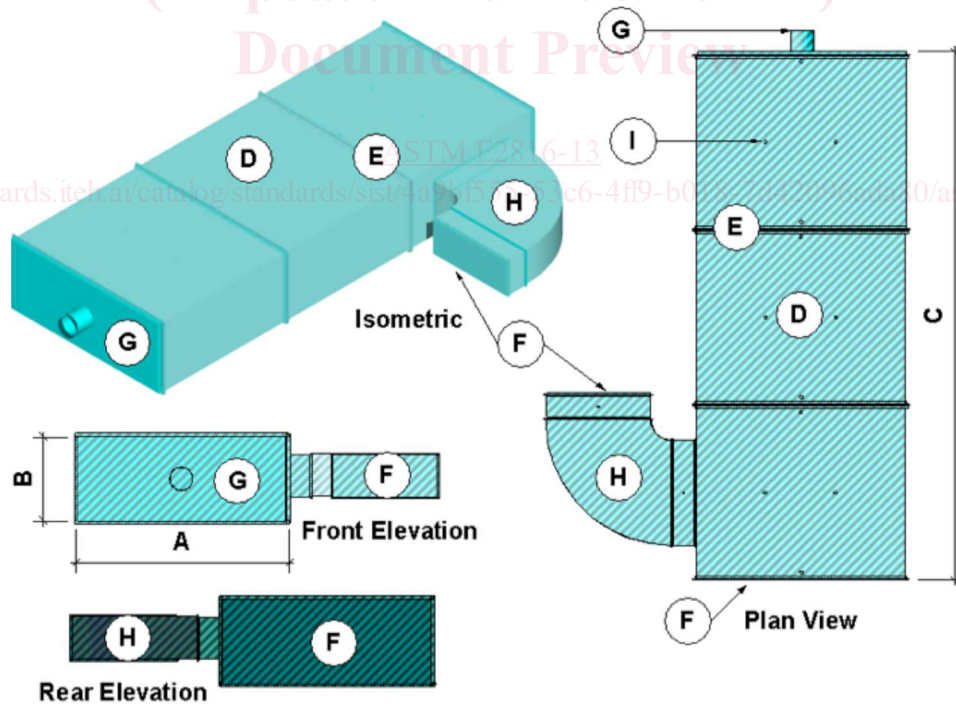 Document Preview
G
I
ASTM E2816-13
D
E
H
E
G
Isometric
F
D
C
H
B
G
F
A
Front Elevation
H
F
Rear Elevation
F
Plan View